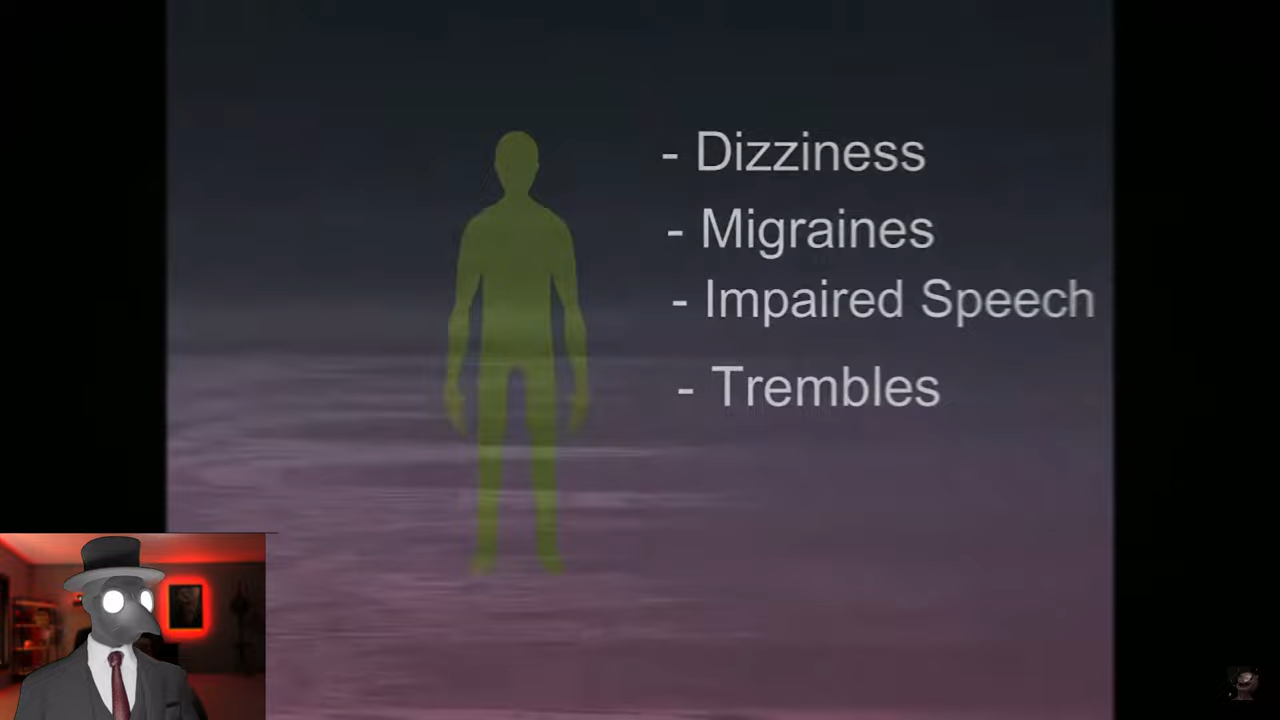 - Dizziness
- Migraines
- Impaired Speech
- Trembles